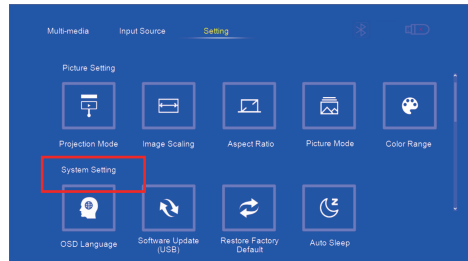 Multi-media Input Source Setting
Picture Setting
Projection Mode Image Scaling Aspect Ratio Picture Mode Color Range
System Setting
OSD Language Software Update (USB) Restore Factory Default Auto Sleep